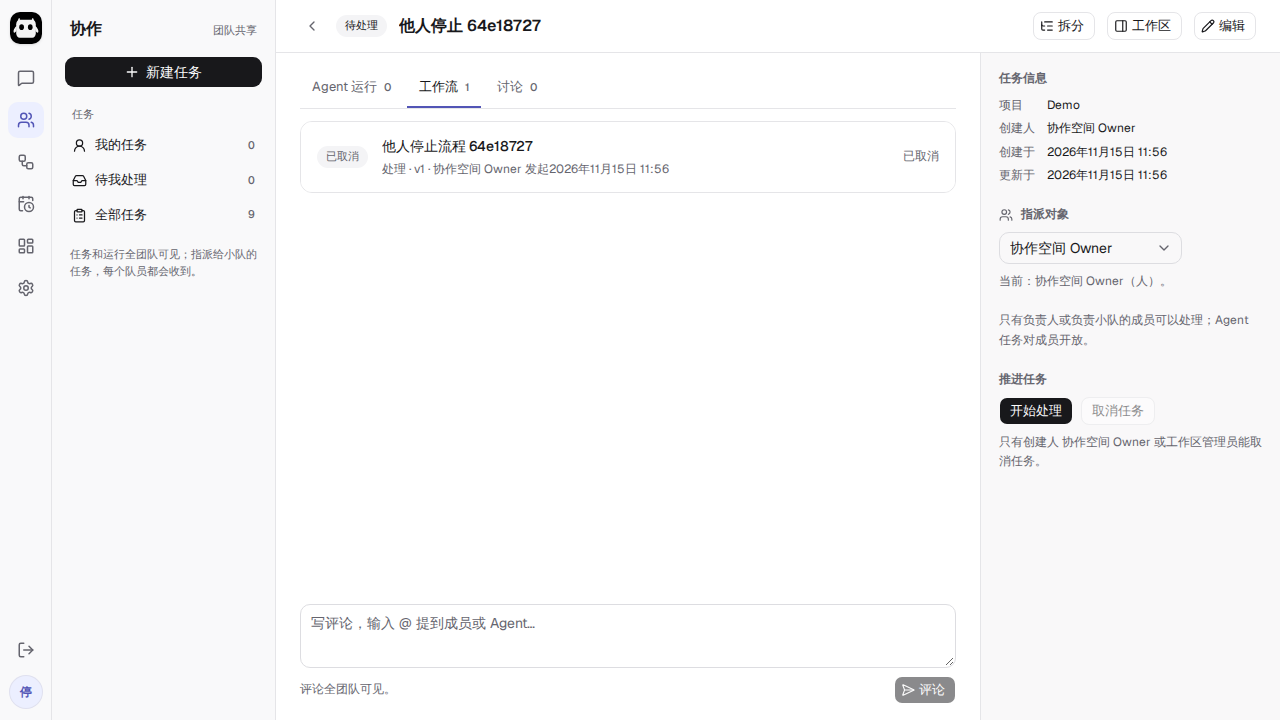 协作
团队共享
新建任务
任务
我的任务 0
待我处理 0
全部任务 9
任务和运行全团队可见；指派给小队的
任务，每个队员都会收到。
停
待处理
他人停止 64e18727
拆分
工作区
编辑
Agent 运行 0
工作流 1
讨论 0
已取消
他人停止流程 64e18727
处理 · v1 · 协作空间 Owner 发起2026年11月15日 11:56
已取消
写评论，输入 @ 提到成员或 Agent…
评论全团队可见。
评论
任务信息
项目 Demo
创建人 协作空间 Owner
创建于 2026年11月15日 11:56
更新于 2026年11月15日 11:56
指派对象
协作空间 Owner
当前：协作空间 Owner（人）。
只有负责人或负责小队的成员可以处理；Agent
任务对成员开放。
推进任务
开始处理
取消任务
只有创建人 协作空间 Owner 或工作区管理员能取
消任务。